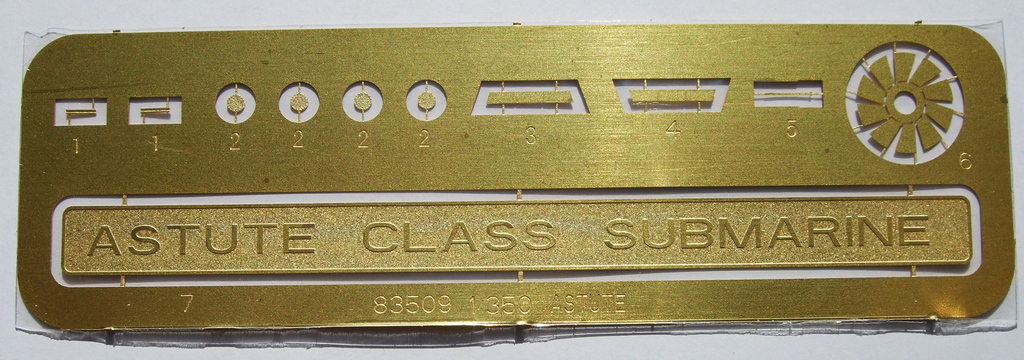 1 1 2 2 2 2 3 4 5 6
ASTUTE CLASS SUBMARINE
7 83509 1/350 ASTUTE